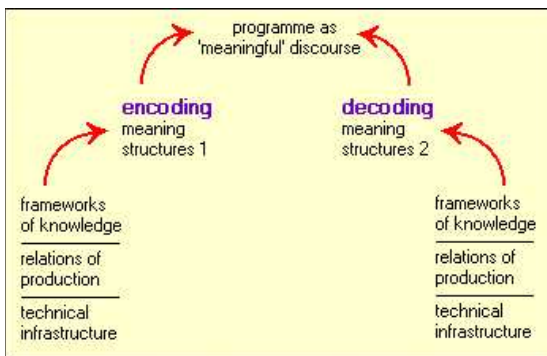 programme as
'meaningful' discourse
encoding
meaning
structures 1
decoding
meaning
structures 2
frameworks
of knowledge
relations of
production
technical
infrastructure
frameworks
of knowledge
relations of
production
technical
infrastructure